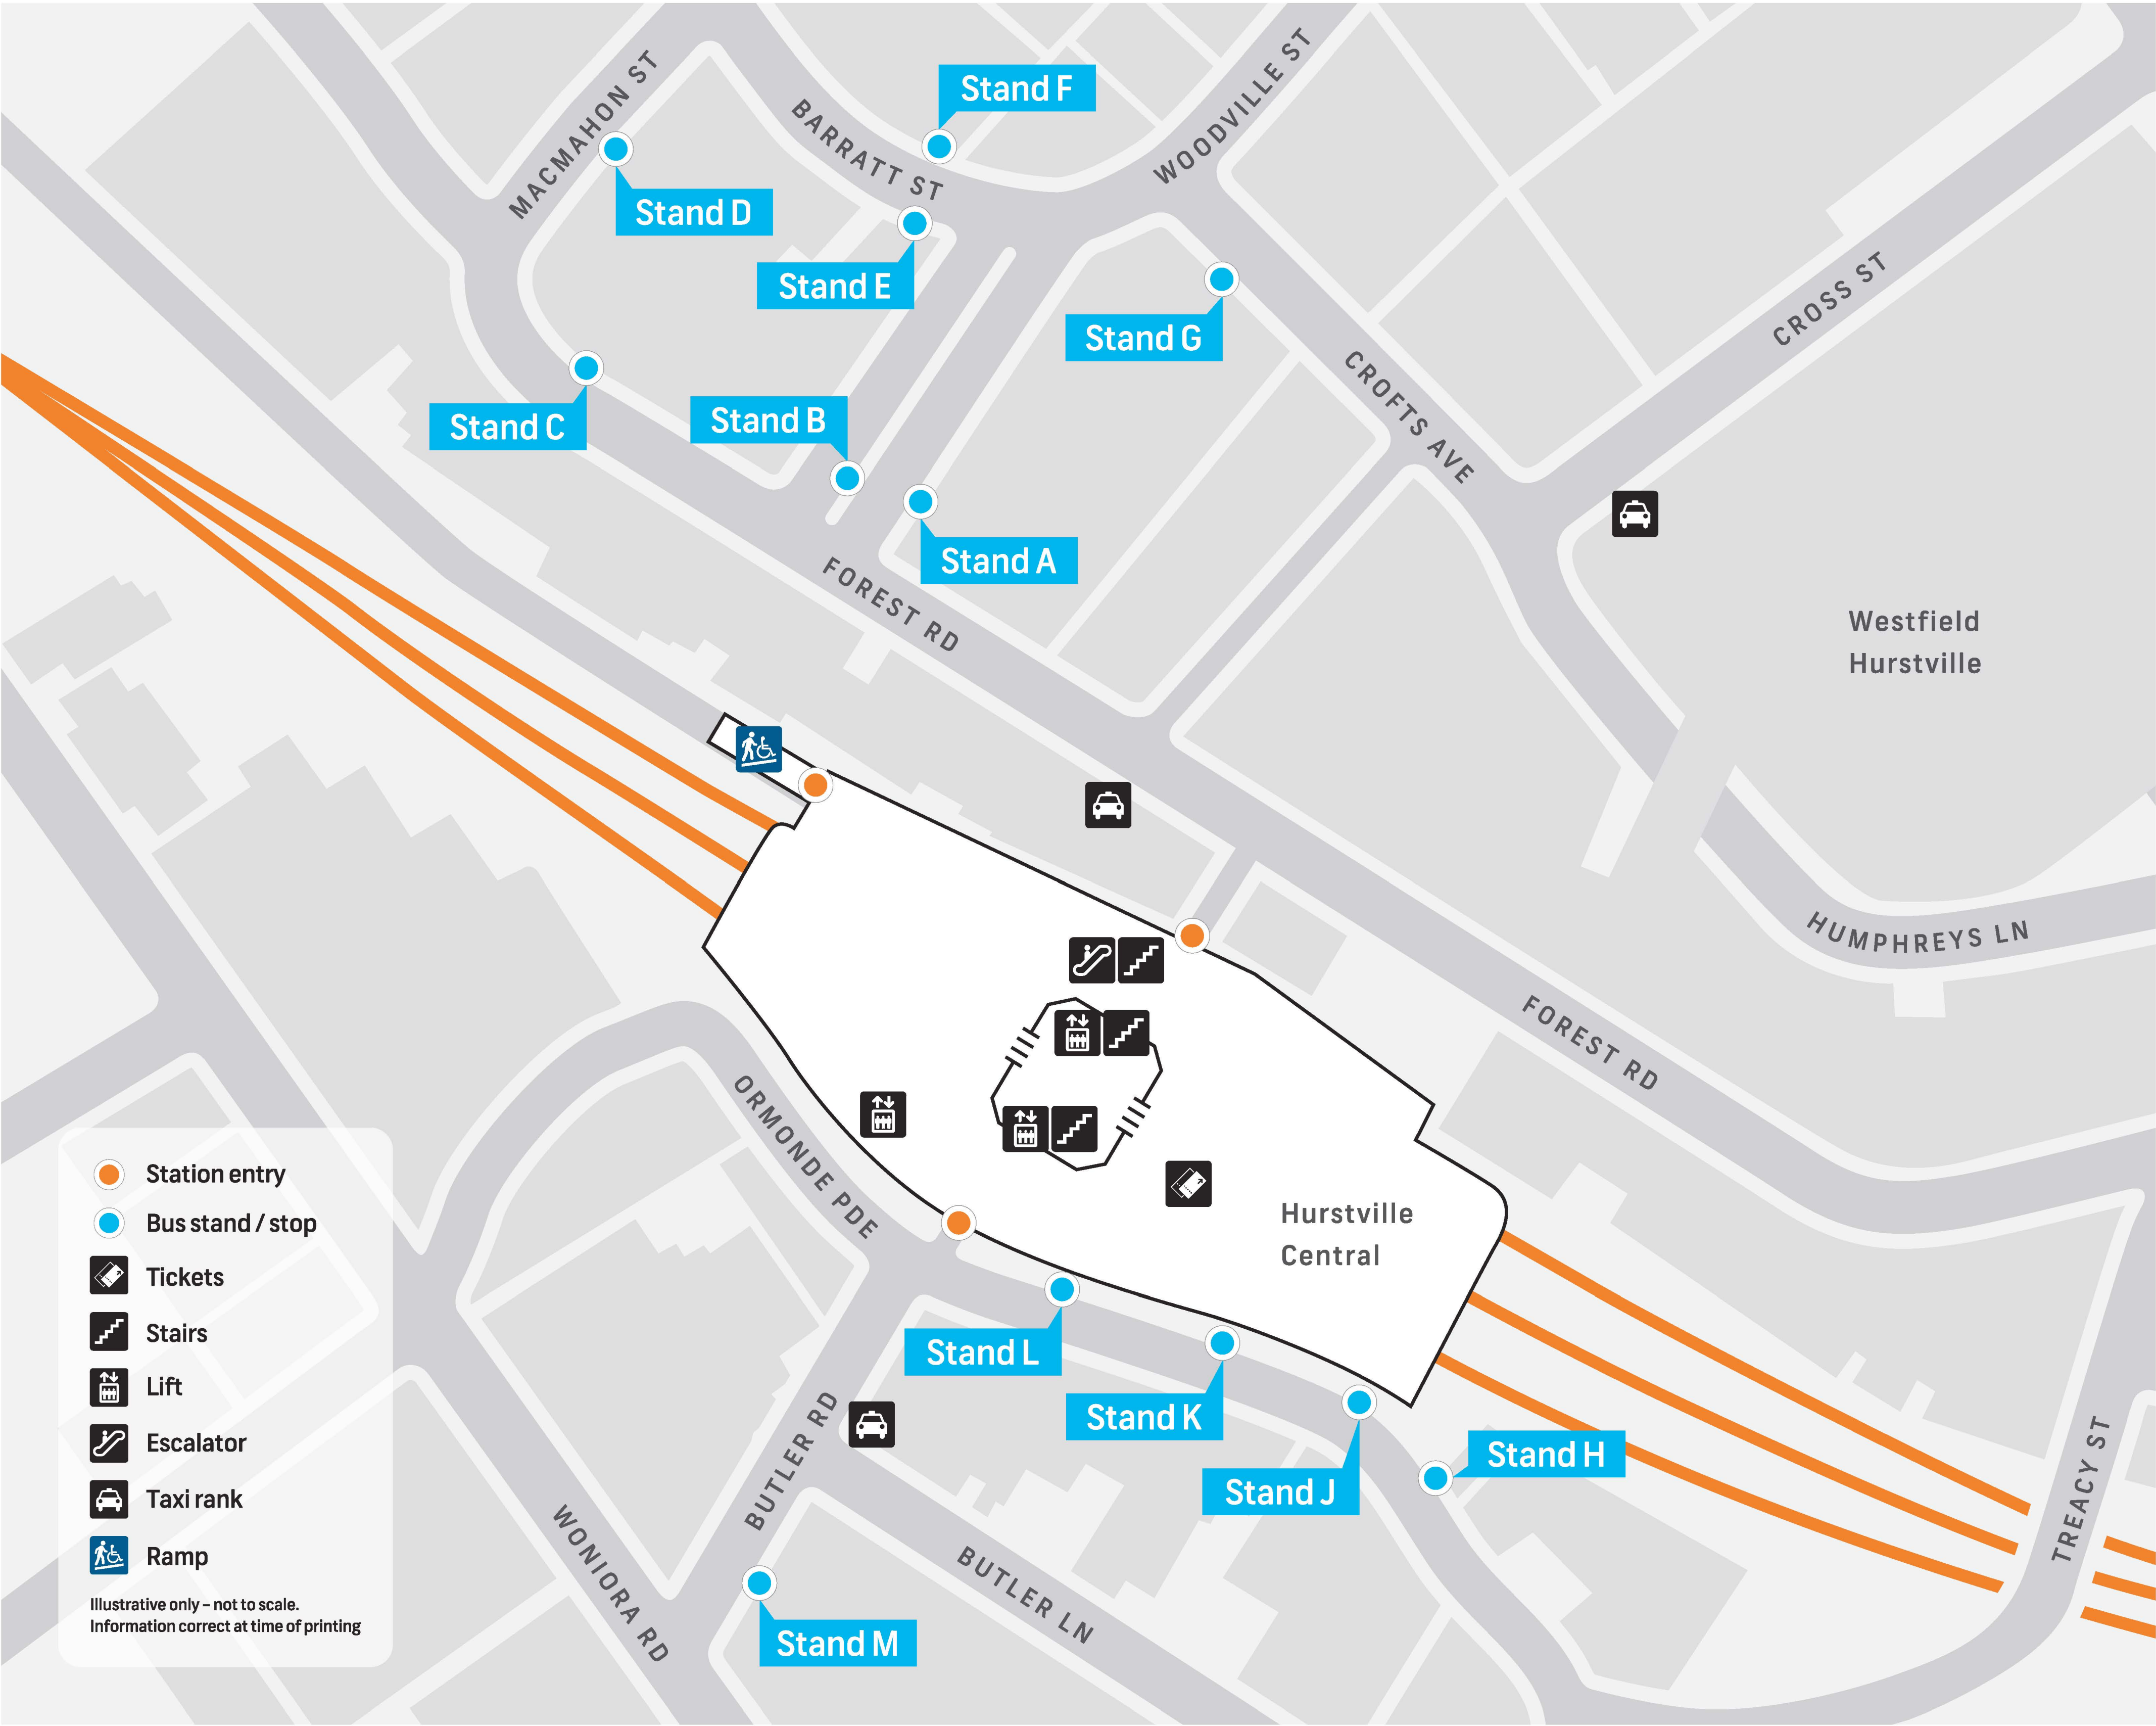 MACMAHON ST
BARRATT ST
WOODVILLE ST
Stand F
Stand D
Stand E
Stand G
CROSS ST
CROFTS AVE
Stand C
Stand B
Stand A
FOREST RD
Westfield
Hurstville
HUMPHREYS LN
FOREST RD
ORMONDE PDE
Hurstville
Central
Stand L
Stand K
Stand J
Stand H
TREACY ST
BUTLER RD
WONIORA RD
BUTLER LN
Stand M
Station entry
Bus stand / stop
Tickets
Stairs
Lift
Escalator
Taxi rank
Ramp
Illustrative only – not to scale.
Information correct at time of printing